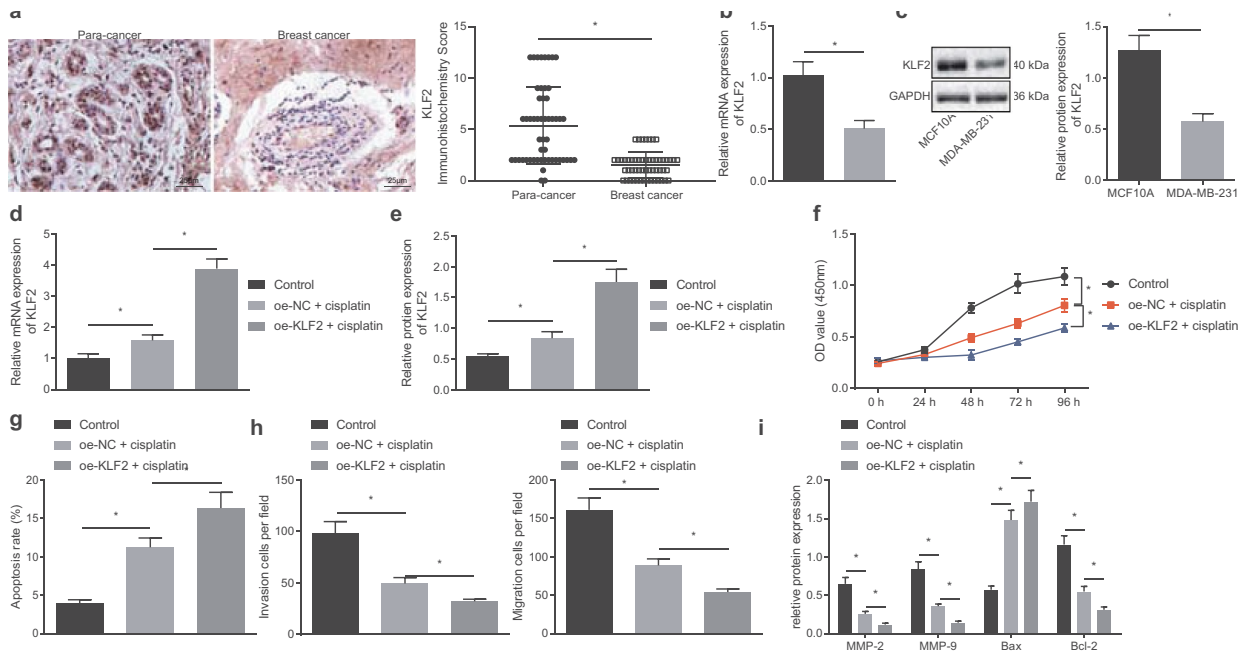 a
Para-cancer
Breast cancer
25μm
25μm
KLF2
Immunohistochemistry Score
15
10
5
0
Para-cancer
Breast cancer
*
b
Relative mRNA expression
of KLF2
1.5
1.0
0.5
0.0
*
c
KLF2
40 kDa
GAPDH
36 kDa
MCF10A
MDA-MB-231
Relative protien expression
of KLF2
1.5
1.0
0.5
0.0
*
MCF10A
MDA-MB-231
d
Relative mRNA expression
of KLF2
5
4
3
2
1
0
*
*
Control
oe-NC + cisplatin
oe-KLF2 + cisplatin
e
Relative protien expression
of KLF2
2.5
2.0
1.5
1.0
0.5
0.0
*
*
Control
oe-NC + cisplatin
oe-KLF2 + cisplatin
f
OD value (450nm)
1.5
1.0
0.5
0.0
0 h
24 h
48 h
72 h
96 h
*
*
Control
oe-NC + cisplatin
oe-KLF2 + cisplatin
g
Control
oe-NC + cisplatin
oe-KLF2 + cisplatin
Apoptosis rate (%)
20
15
10
5
0
*
*
h
Control
oe-NC + cisplatin
oe-KLF2 + cisplatin
Invasion cells per field
150
100
50
0
*
*
Control
oe-NC + cisplatin
oe-KLF2 + cisplatin
Migration cells per field
200
150
100
50
0
*
*
i
Control
oe-NC + cisplatin
oe-KLF2 + cisplatin
reletive protein expression
2.0
1.5
1.0
0.5
0.0
*
*
*
*
*
*
*
*
MMP-2
MMP-9
Bax
Bcl-2